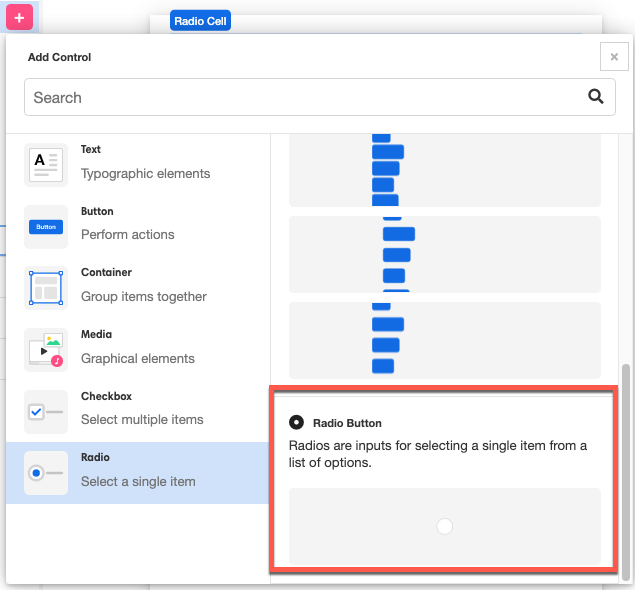 +
Radio Cell
Add Control
×
Search
Text
A
Typographic elements
Button
Button
Perform actions
Container
Group items together
Media
Graphical elements
Checkbox
Select multiple items
Radio
Select a single item
Radio Button
Radios are inputs for selecting a single item from a
list of options.